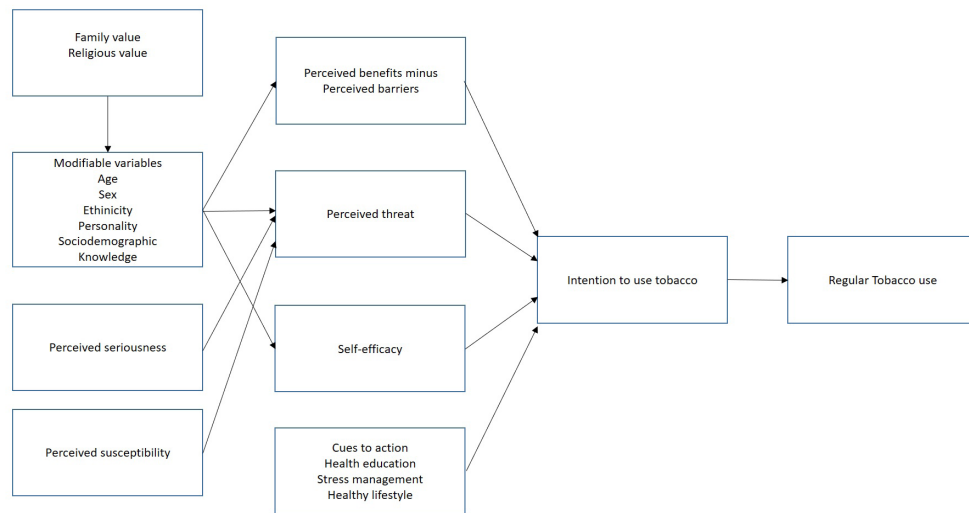 Family value
Religious value
Modifiable variables
Age
Sex
Ethinicity
Personality
Sociodemographic
Knowledge
Perceived seriousness
Perceived susceptibility
Perceived benefits minus
Perceived barriers
Perceived threat
Self-efficacy
Cues to action
Health education
Stress management
Healthy lifestyle
Intention to use tobacco
Regular Tobacco use